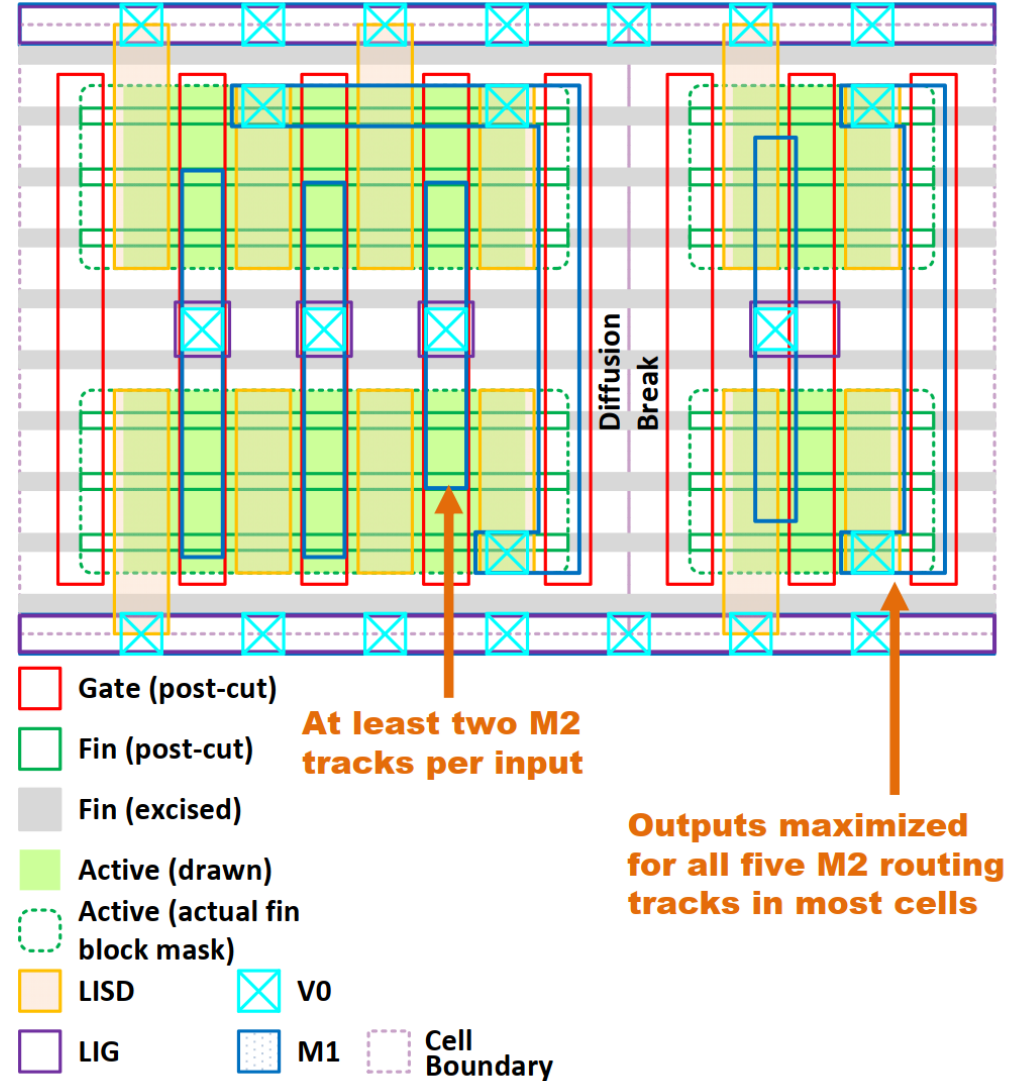 Diffusion
Break
Gate (post-cut)
Fin (post-cut)
Fin (excised)
Active (drawn)
Active (actual fin
block mask)
LISD
V0
LIG
M1
Cell
Boundary
At least two M2
tracks per input
Outputs maximized
for all five M2 routing
tracks in most cells